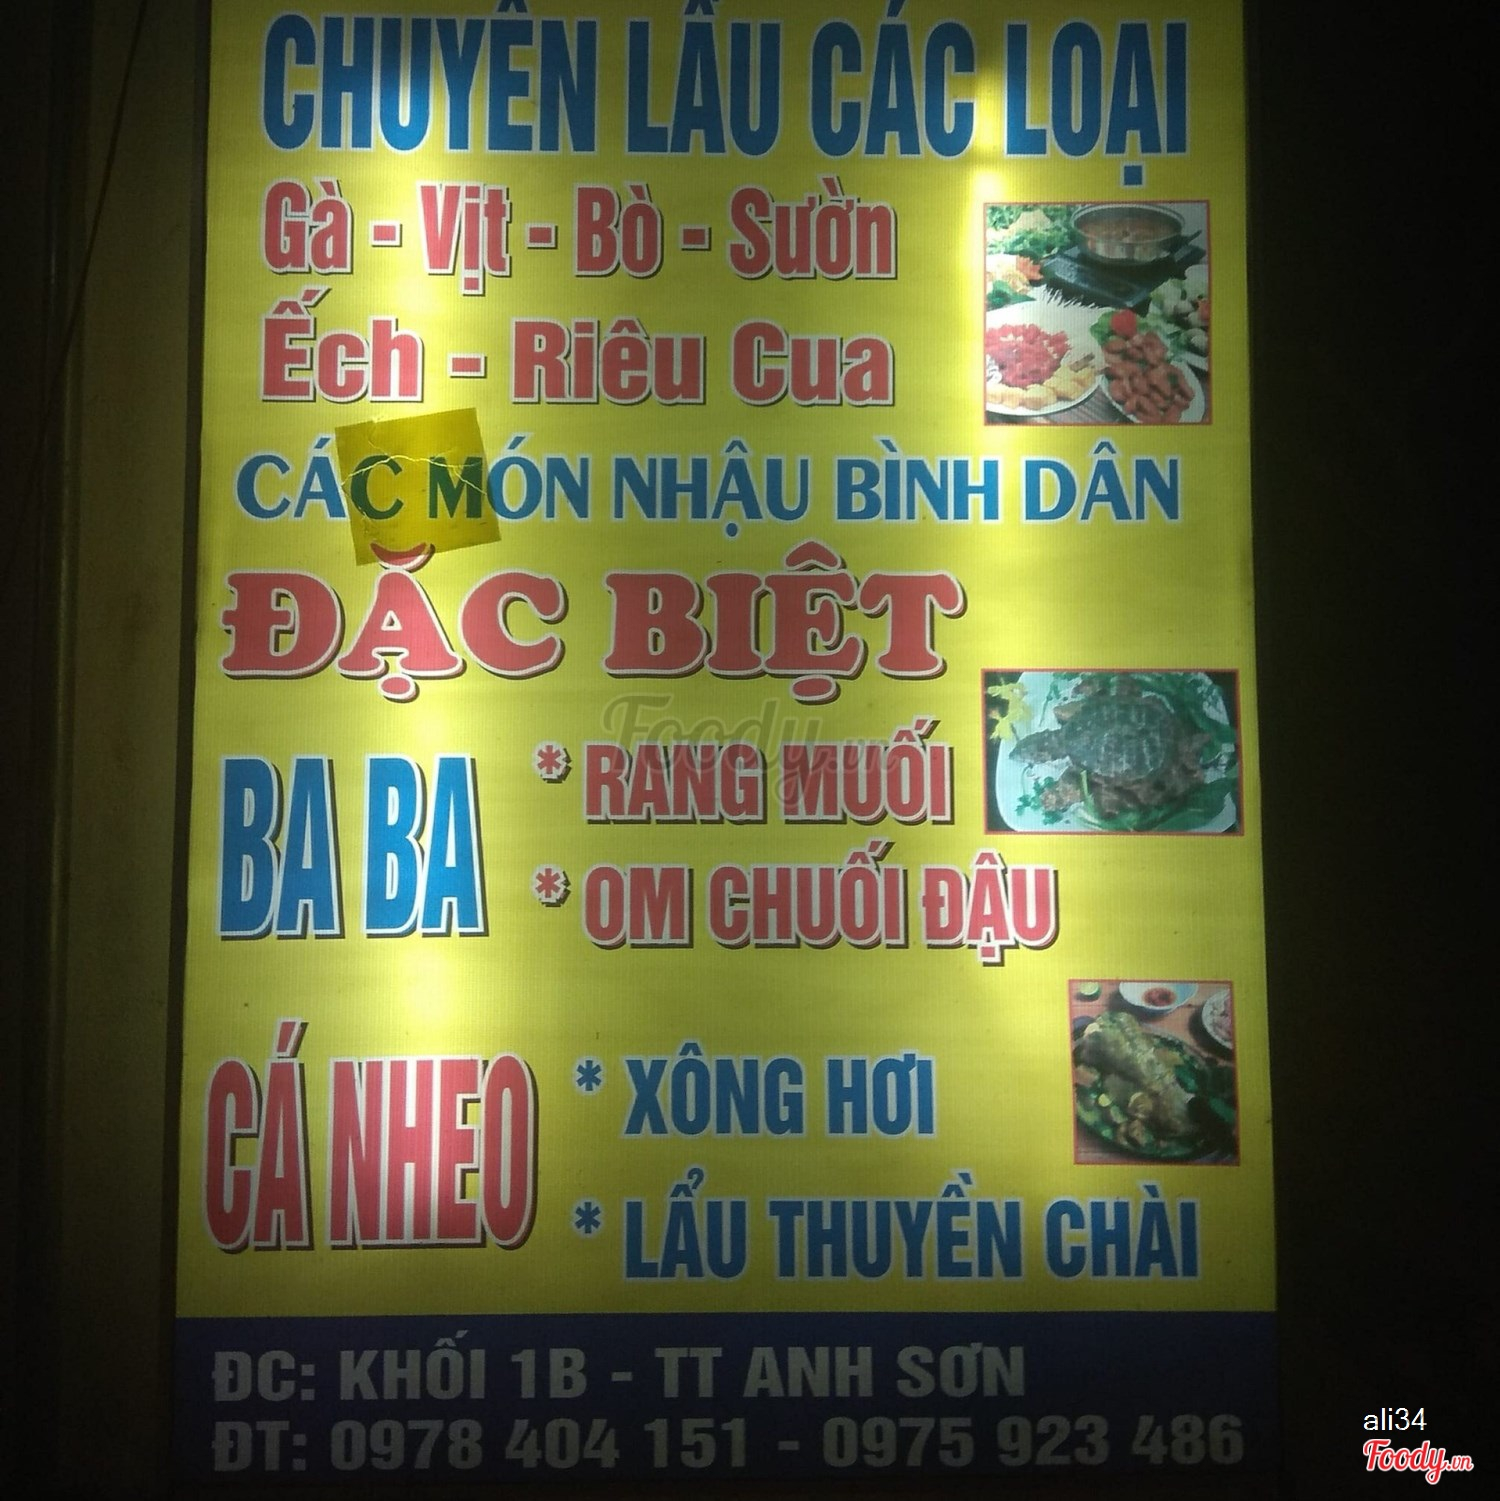 CHUYÊN LẨU CÁC LOẠI
Gà - Vịt - Bò - Sườn
Ếch - Riêu Cua
CÁC MÓN NHẬU BÌNH DÂN
ĐẶC BIỆT
BA BA
* RANG MUỐI
* OM CHUỐI ĐẬU
CÁ NHEO
* XÔNG HƠI
* LẨU THUYỀN CHÀI
ĐC: KHỐI 1B - TT ANH SƠN
ĐT: 0978 404 151 - 0975 923 486
Foody.vn
ali34
Foody.vn